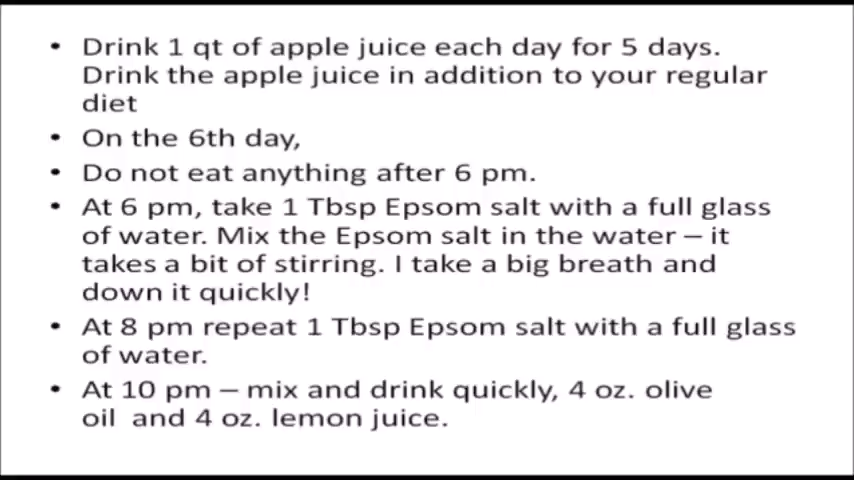 • Drink 1 qt of apple juice each day for 5 days.
Drink the apple juice in addition to your regular
diet
• On the 6th day,
• Do not eat anything after 6 pm.
• At 6 pm, take 1 Tbsp Epsom salt with a full glass
of water. Mix the Epsom salt in the water – it
takes a bit of stirring. I take a big breath and
down it quickly!
• At 8 pm repeat 1 Tbsp Epsom salt with a full glass
of water.
• At 10 pm – mix and drink quickly, 4 oz. olive
oil  and 4 oz. lemon juice.